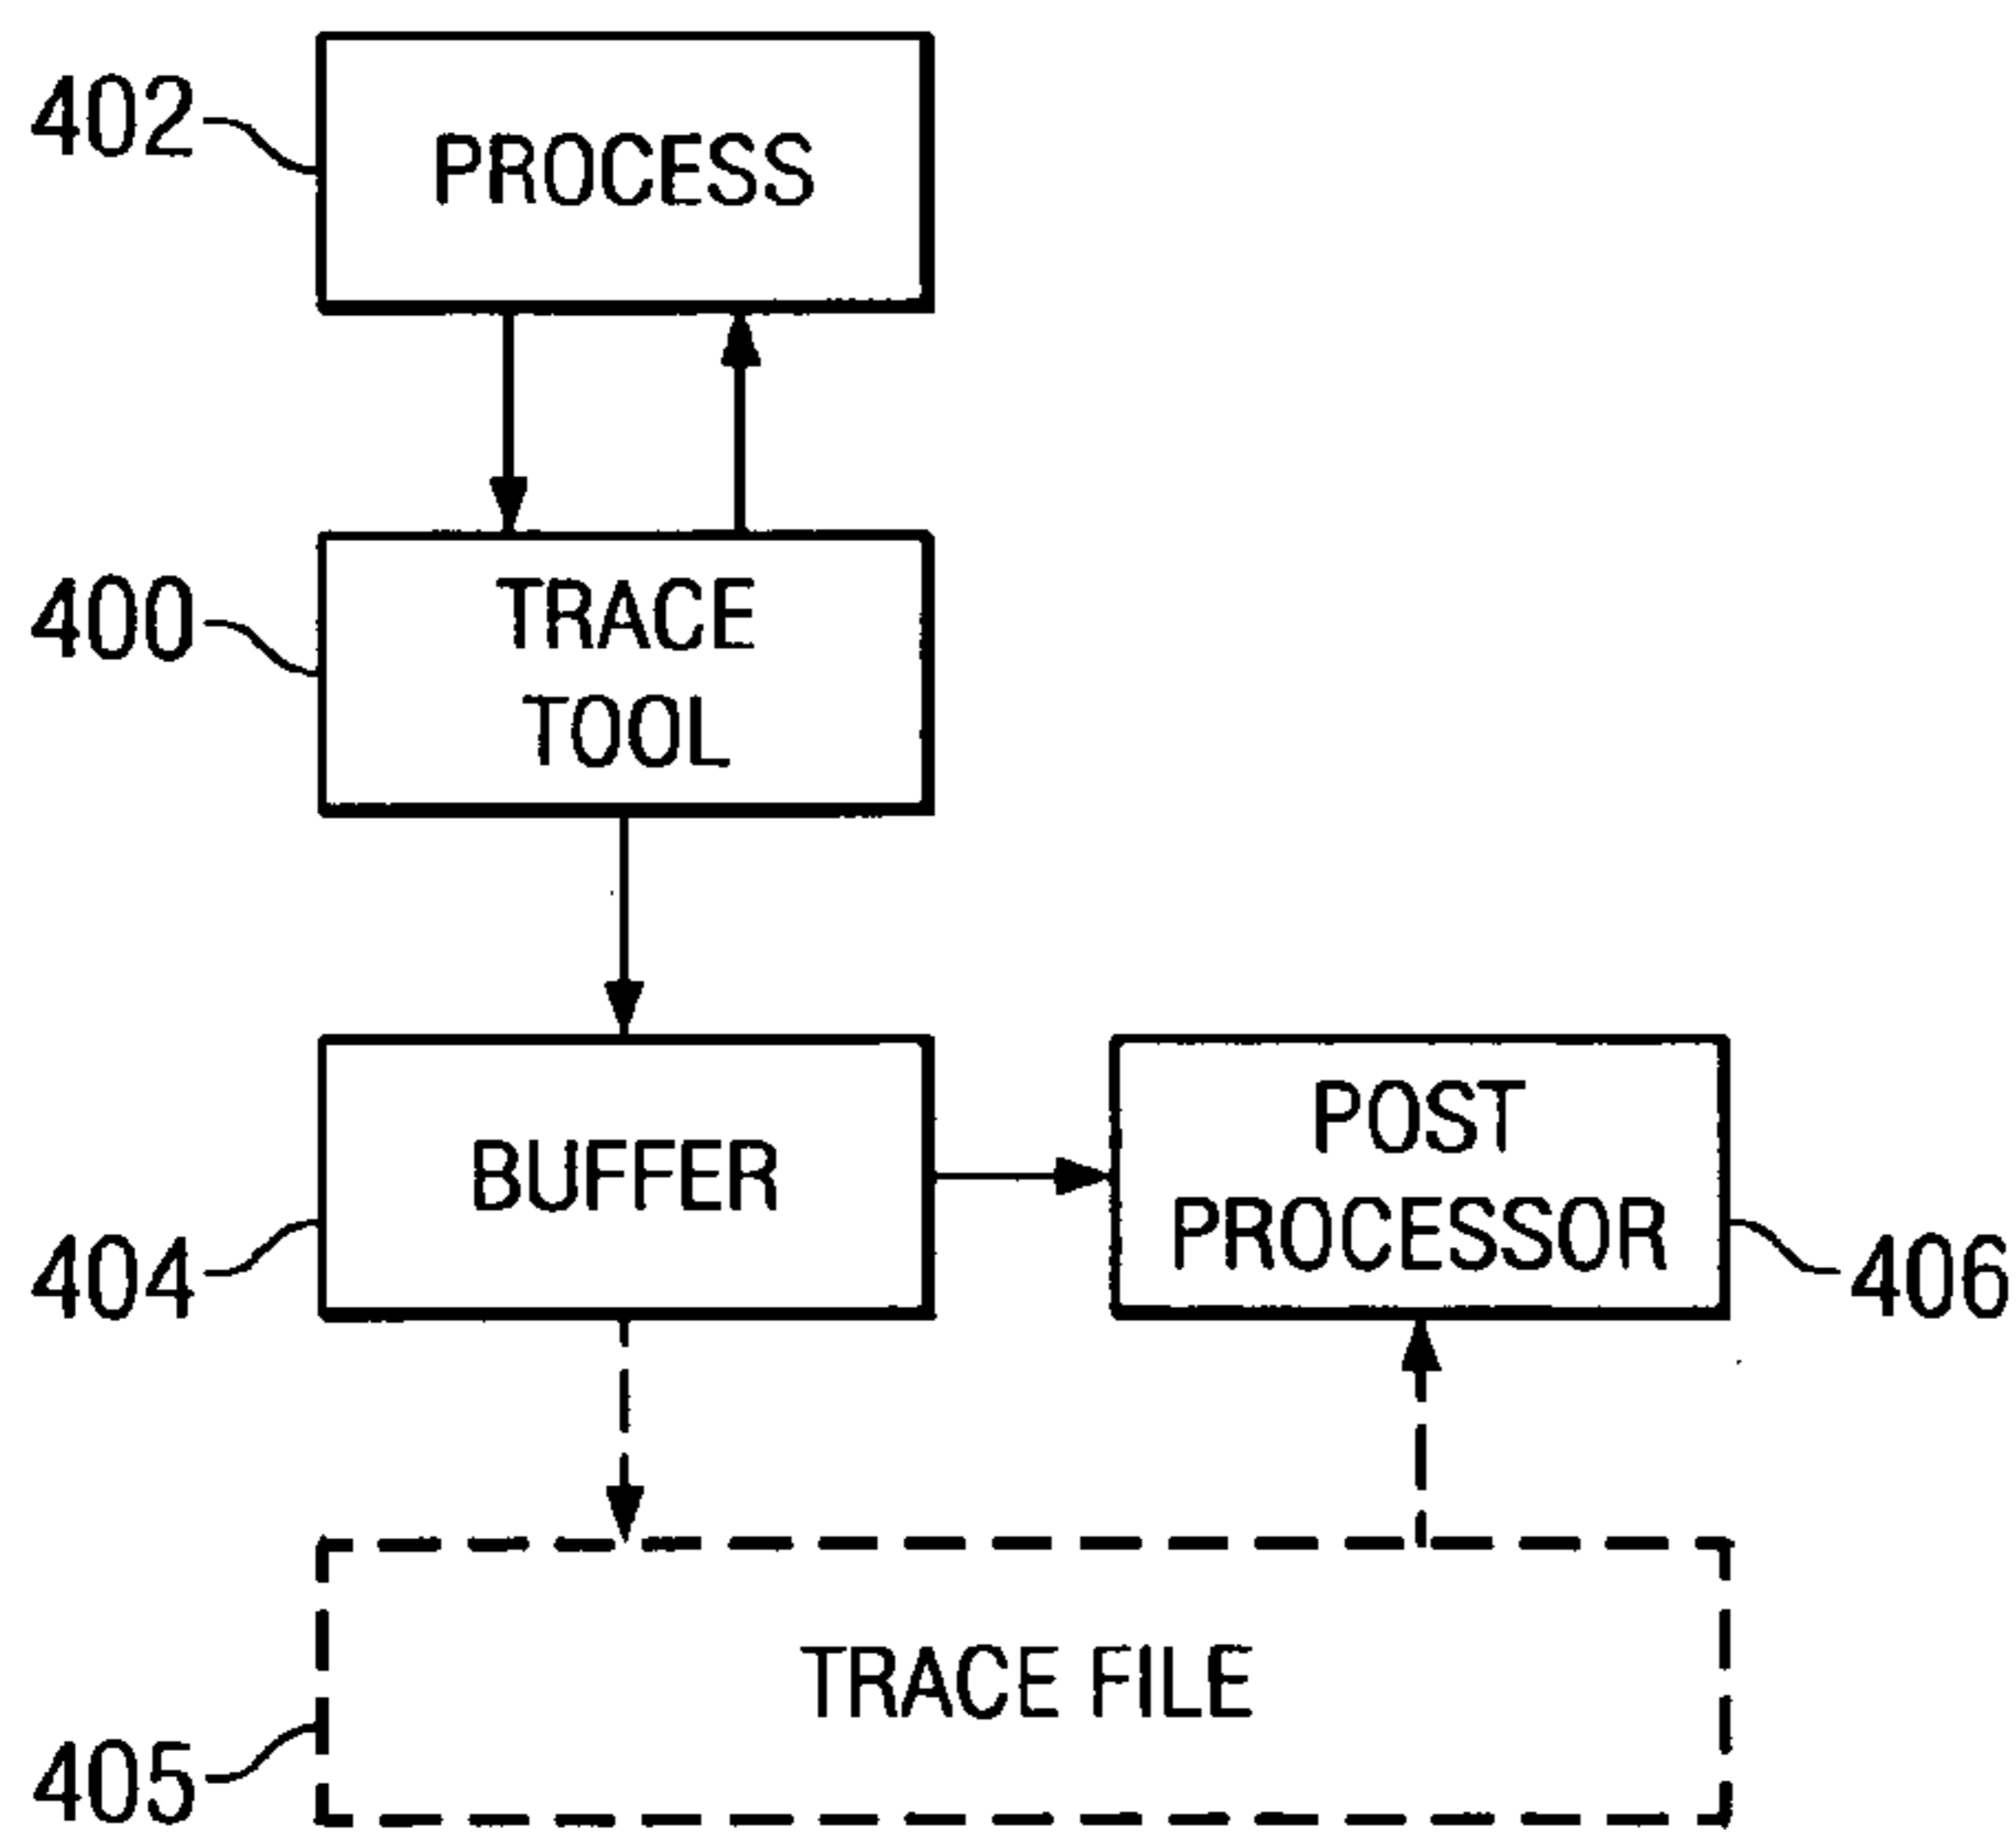 402
PROCESS
400
TRACE
TOOL
404
BUFFER
POST
PROCESSOR
406
405
TRACE FILE